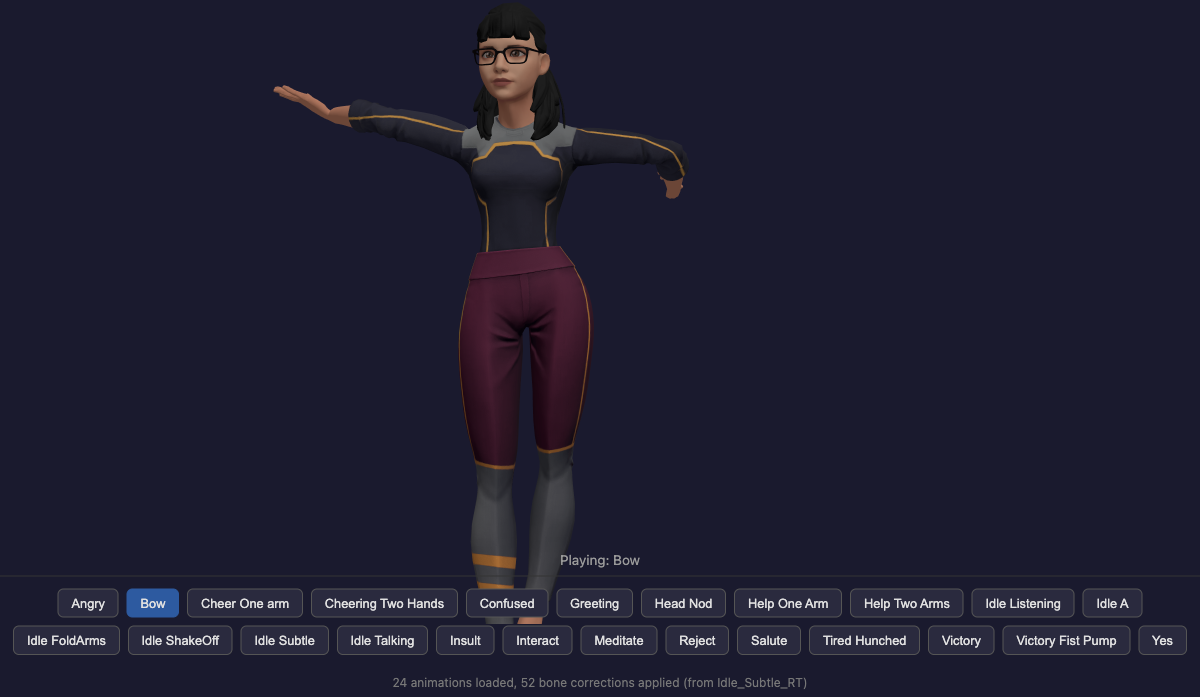 Playing: Bow
Angry Bow Cheer One arm Cheering Two Hands Confused Greeting Head Nod Help One Arm Help Two Arms Idle Listening Idle A
Idle FoldArms Idle ShakeOff Idle Subtle Idle Talking Insult Interact Meditate Reject Salute Tired Hunched Victory Victory Fist Pump Yes
24 animations loaded, 52 bone corrections applied (from Idle_Subtle_RT)